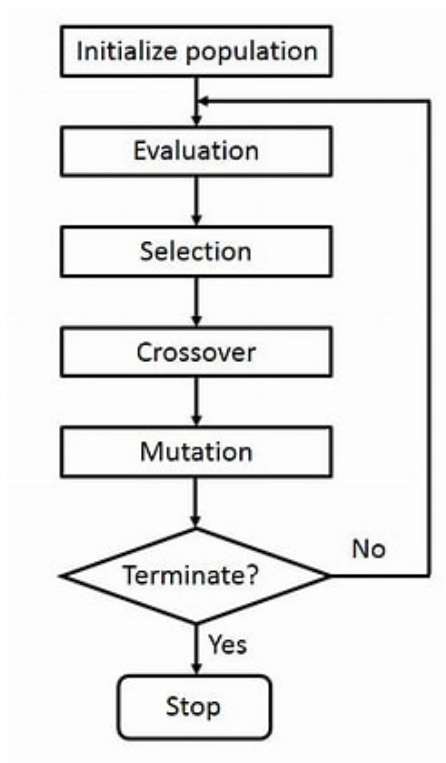 Initialize population
Evaluation
Selection
Crossover
Mutation
Terminate?
No
Yes
Stop